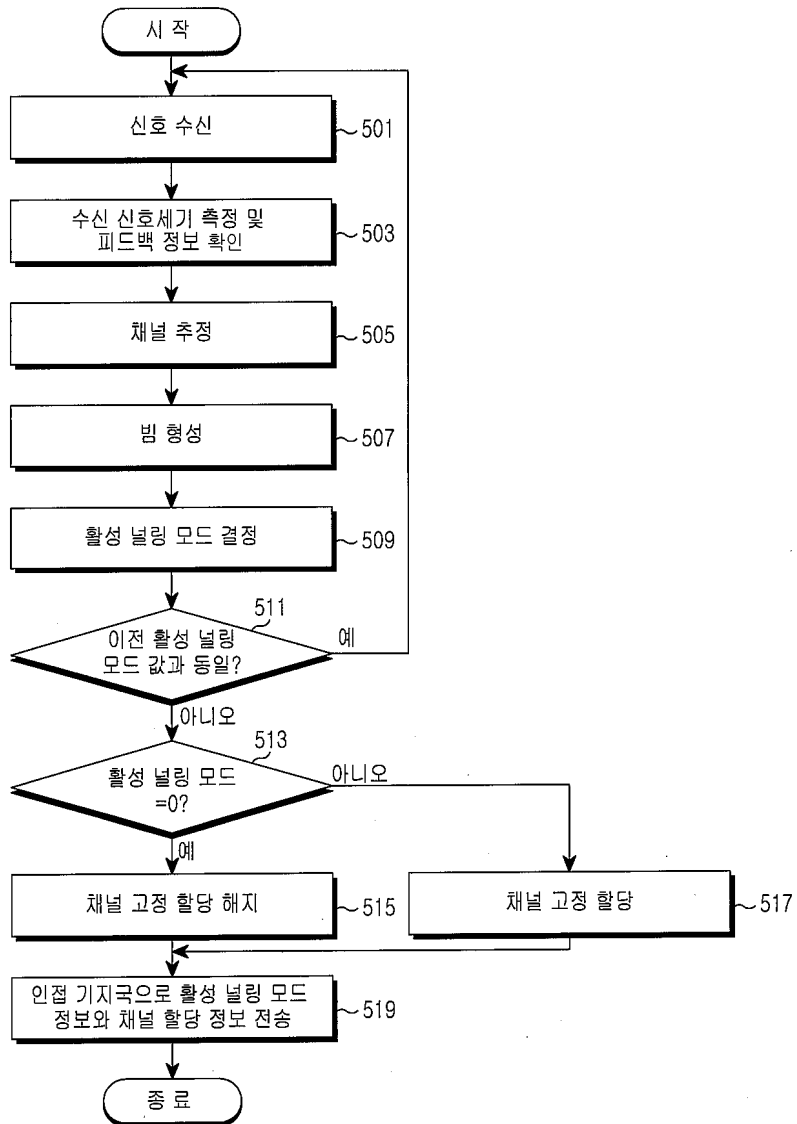 시 작
신호 수신
501
수신 신호세기 측정 및
피드백 정보 확인
503
채널 추정
505
빔 형성
507
활성 널링 모드 결정
509
511
이전 활성 널링
모드 값과 동일?
예
아니오
513
활성 널링 모드
=0?
아니오
예
채널 고정 할당 해지
515
채널 고정 할당
517
인접 기지국으로 활성 널링 모드
정보와 채널 할당 정보 전송
519
종 료